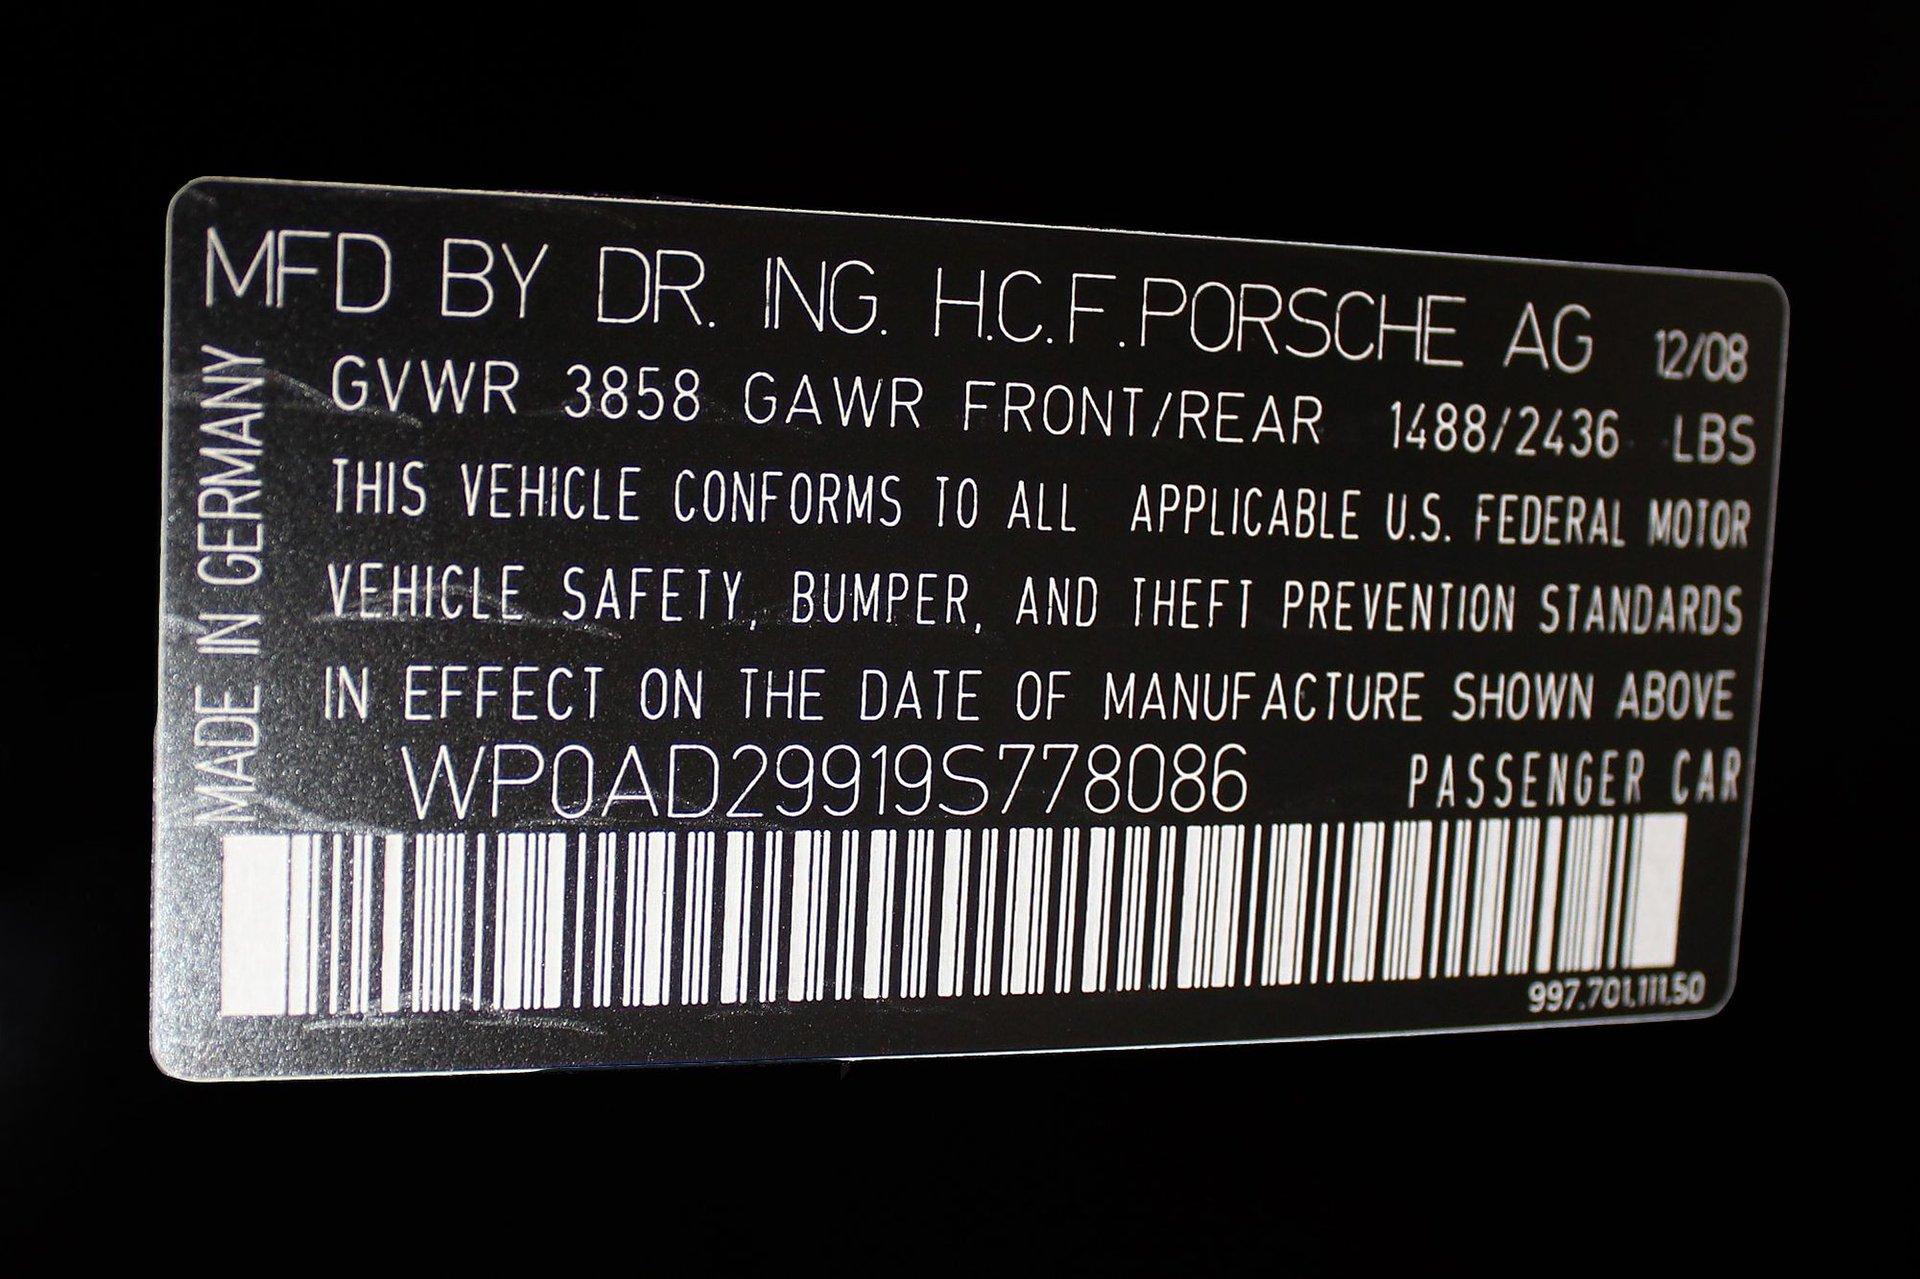 MFD BY DR. ING. H.C.F.PORSCHE AG 12/08
GVWR 3858 GAWR FRONT/REAR 1488/2436 LBS
THIS VEHICLE CONFORMS TO ALL APPLICABLE U.S. FEDERAL MOTOR
VEHICLE SAFETY, BUMPER, AND THEFT PREVENTION STANDARDS
IN EFFECT ON THE DATE OF MANUFACTURE SHOWN ABOVE
WP0AD29919S778086 PASSENGER CAR
997.701.111.50
MADE IN GERMANY